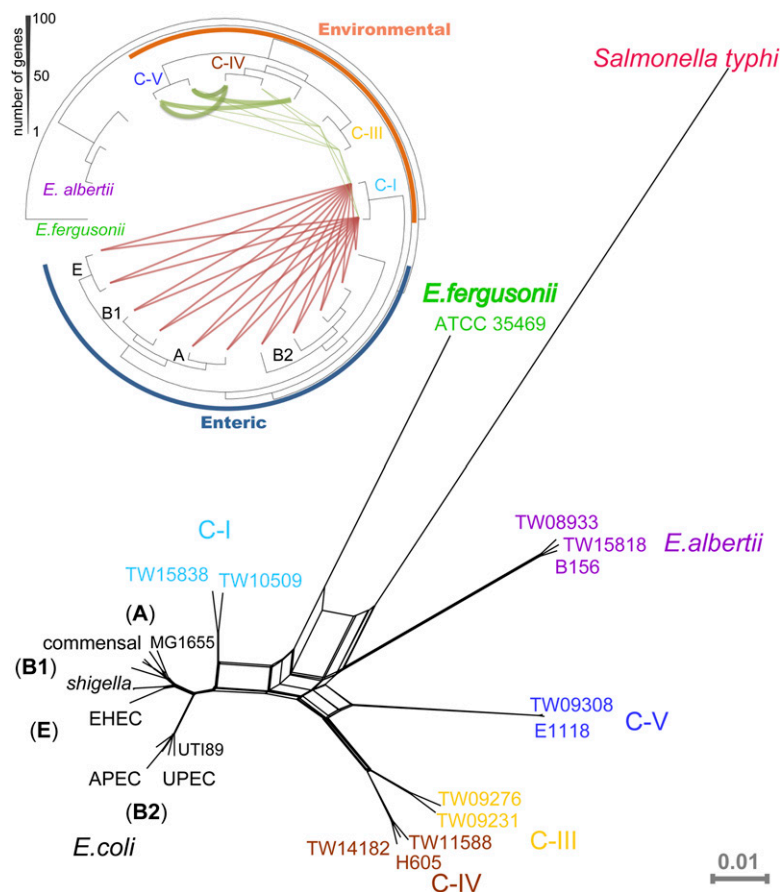 100
50
1
number of genes
Environmental
C-IV
C-V
C-III
C-I
E. albertii
E.fergusonii
E
B1
A
B2
Enteric
Salmonella typhi
E.fergusonii
ATCC 35469
TW08933
TW15818
B156
E.albertii
C-I
TW15838
TW10509
(A)
commensal
MG1655
(B1)
shigella
EHEC
(E)
UTI89
APEC
UPEC
(B2)
E.coli
TW09308
E1118
C-V
TW09276
TW09231
C-III
TW14182
TW11588
H605
C-IV
0.01